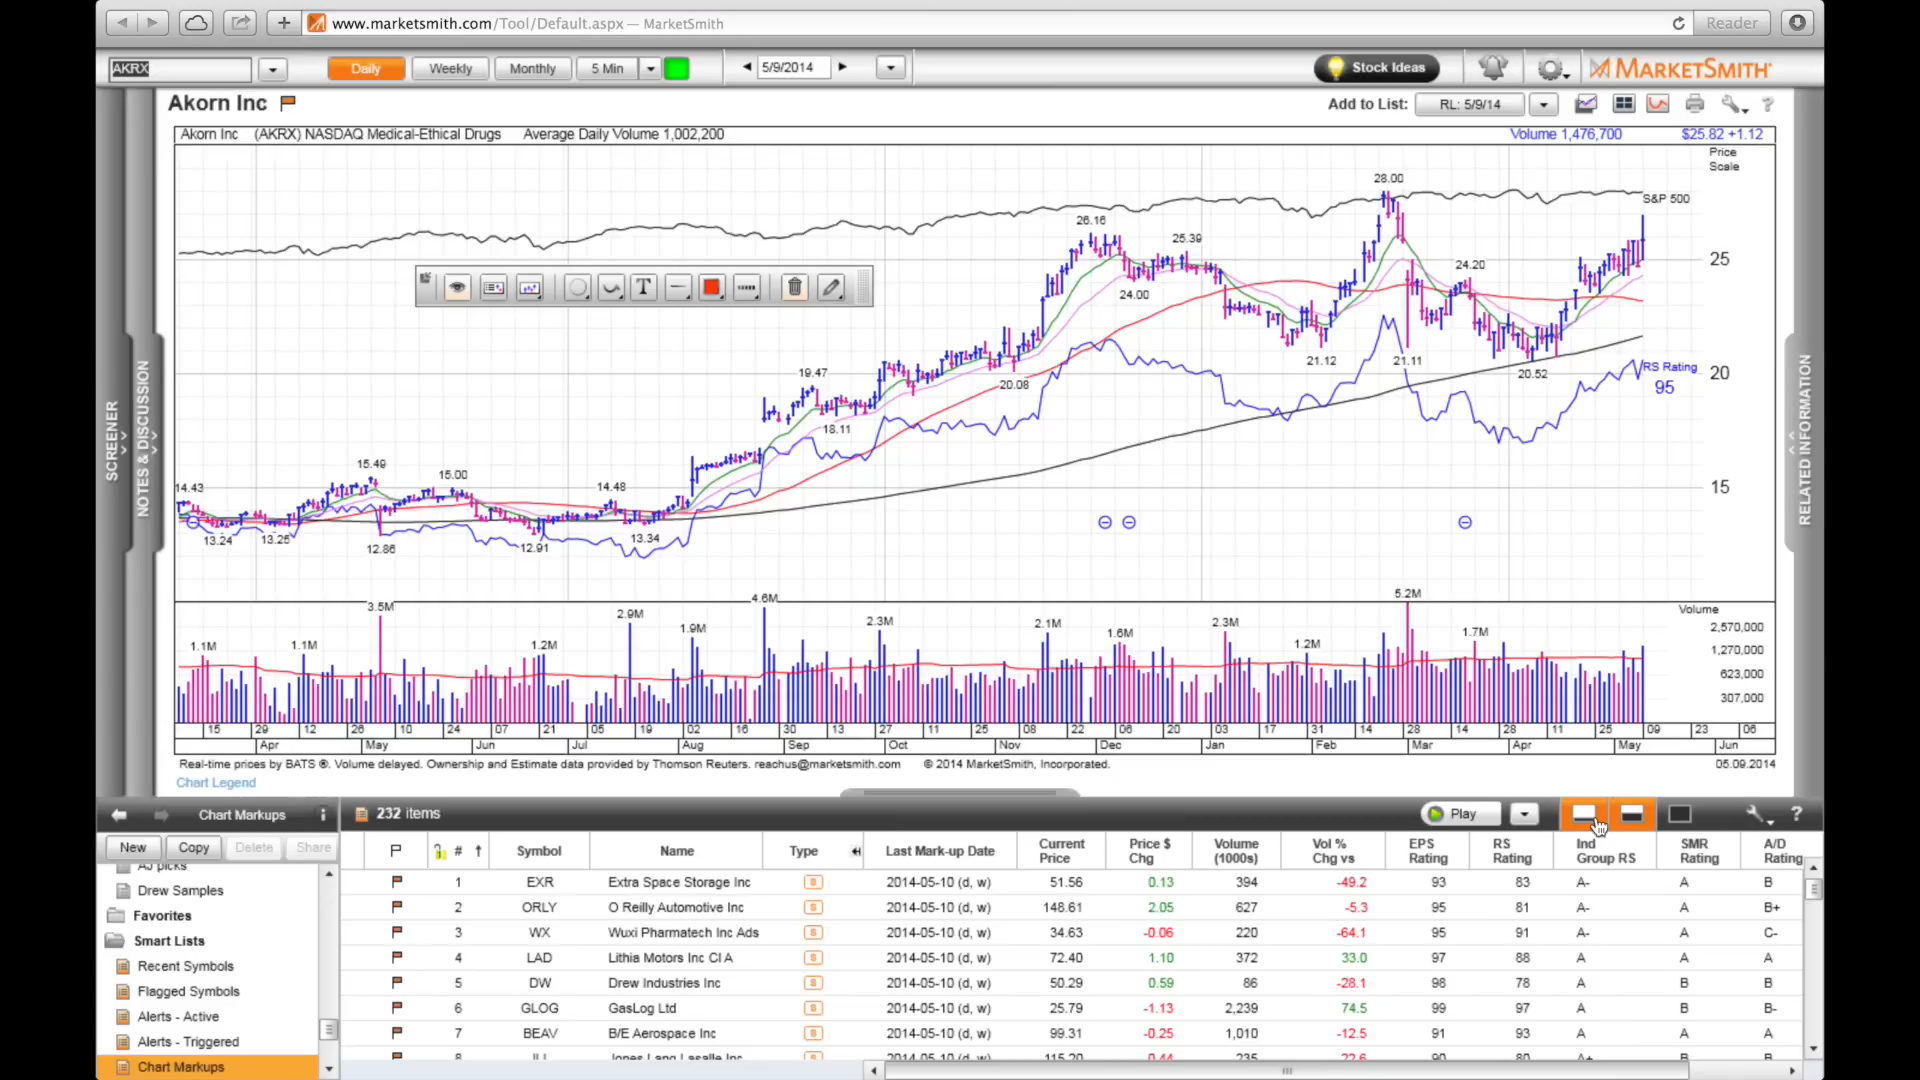 www.marketsmith.com/Tool/Default.aspx — MarketSmith
Reader
AKRX
Daily
Weekly
Monthly
5 Min
5/9/2014
Stock Ideas
MARKETSMITH
Akorn Inc
Add to List:
RL: 5/9/14
Akorn Inc (AKRX) NASDAQ Medical-Ethical Drugs Average Daily Volume 1,002,200
Volume 1,476,700 $25.82 +1.12
Price
Scale
28.00
S&P 500
26.16
25.39
25
24.20
24.00
21.12
21.11
20.52
RS Rating
95
20
20.08
19.47
18.11
15.49
15.00
14.48
14.43
15
13.24
13.25
12.86
12.91
13.34
T
SCREENER
NOTES & DISCUSSION
RELATED INFORMATION
1.1M
1.1M
3.5M
1.2M
2.9M
1.9M
4.6M
2.3M
2.1M
1.6M
2.3M
1.2M
5.2M
1.7M
Volume
2,570,000
1,270,000
623,000
307,000
15 29 12 26 10 24 07 21 05 19 02 16 30 13 27 11 25 08 22 06 20 03 17 31 14 28 14 28 11 25 09 23 06
Apr May Jun Jul Aug Sep Oct Nov Dec Jan Feb Mar Apr May Jun
Real-time prices by BATS ®. Volume delayed. Ownership and Estimate data provided by Thomson Reuters. reachus@marketsmith.com © 2014 MarketSmith, Incorporated.
05.09.2014
Chart Legend
Chart Markups
i
232 items
Play
?
New
Copy
Delete
Share
AJ picks
Drew Samples
Favorites
Smart Lists
Recent Symbols
Flagged Symbols
Alerts - Active
Alerts - Triggered
Chart Markups
# Symbol Name Type Last Mark-up Date Current Price Price $ Chg Volume (1000s) Vol % Chg vs EPS Rating RS Rating Ind Group RS SMR Rating A/D Rating
1 EXR Extra Space Storage Inc S 2014-05-10 (d, w) 51.56 0.13 394 -49.2 93 83 A- A B
2 ORLY O Reilly Automotive Inc S 2014-05-10 (d, w) 148.61 2.05 627 -5.3 95 81 A- A B+
3 WX Wuxi Pharmatech Inc Ads S 2014-05-10 (d, w) 34.63 -0.06 220 -64.1 95 91 A- A C-
4 LAD Lithia Motors Inc Cl A S 2014-05-10 (d, w) 72.40 1.10 372 33.0 97 88 A A A
5 DW Drew Industries Inc S 2014-05-10 (d, w) 50.29 0.59 86 -28.1 98 78 A B B
6 GLOG GasLog Ltd S 2014-05-10 (d, w) 25.79 -1.13 2,239 74.5 99 97 A B B-
7 BEAV B/E Aerospace Inc S 2014-05-10 (d, w) 99.31 -0.25 1,010 -12.5 91 93 A A A
8 JLL Jones Lang Lasalle Inc S 2014-05-10 (d, w) 115.20 0.44 235 -22.6 90 80 A+ B B